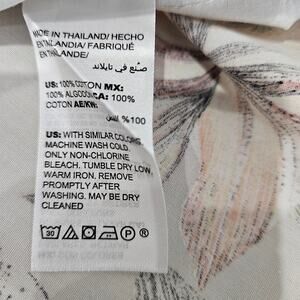 MADE IN THAILAND/ HECHO
EN TAILANDIA/ FABRIQUÉ
EN THAÏLANDE/
صنع في تايلاند
US: 100% COTTON MX:
100% ALGODON CA: 100%
COTON AE/KW:
100%
US: WITH SIMILAR COLORS.
MACHINE WASH COLD.
ONLY NON-CHLORINE
BLEACH. TUMBLE DRY LOW.
WARM IRON. REMOVE
PROMPTLY AFTER
WASHING. MAY BE DRY
CLEANED
30
P
®